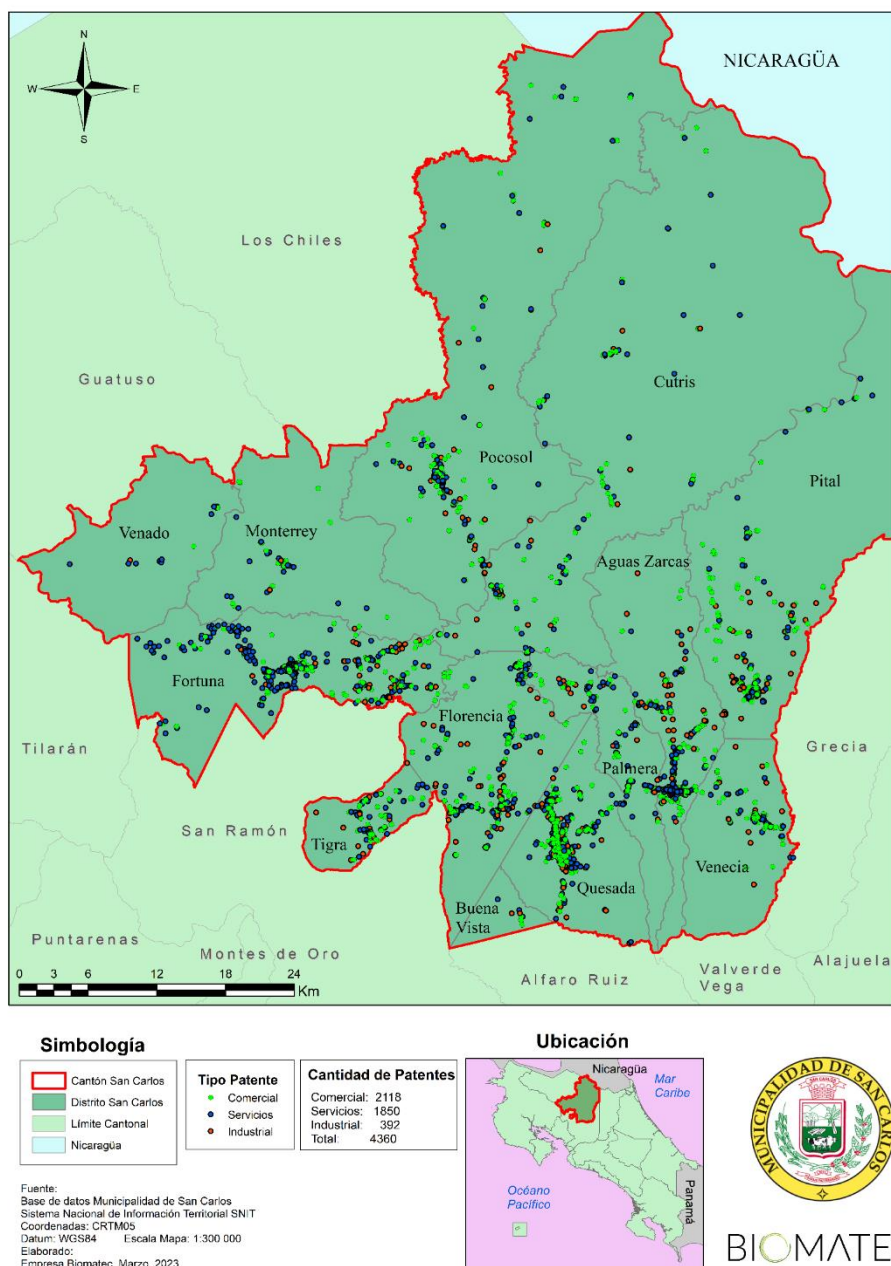 N
W E
S
NICARAGÜA
Los Chiles
Guatuso
Cutris
Pocosol
Pital
Venado
Monterrey
Aguas Zarcas
Fortuna
Florencia
Tilarán
Grecia
Palmera
San Ramón
Tigra
Venecia
Quesada
Buena
Vista
Puntarenas
Montes de Oro
Alajuela
Alfaro Ruiz
Valverde
Vega
0 3 6 12 18 24
Km
Simbología
Cantón San Carlos
Distrito San Carlos
Límite Cantonal
Nicaragüa
Tipo Patente
Comercial
Servicios
Industrial
Cantidad de Patentes
Comercial: 2118
Servicios: 1850
Industrial: 392
Total: 4360
Ubicación
Nicaragüa
Mar
Caribe
Océano
Pacífico
Panamá
MUNICIPALIDAD DE SAN CARLOS
SAN CARLOS
BIOMATE
Fuente:
Base de datos Municipalidad de San Carlos
Sistema Nacional de Información Territorial SNIT
Coordenadas: CRTM05
Datum: WGS84 Escala Mapa: 1:300 000
Elaborado:
Empresa Biomatec, Marzo, 2023